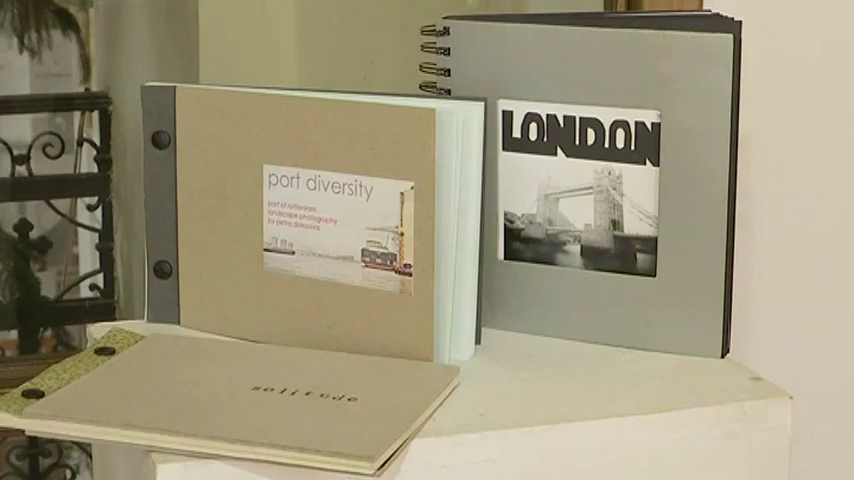 port diversity
port of rotterdam
landscape photography
LONDON
solitude